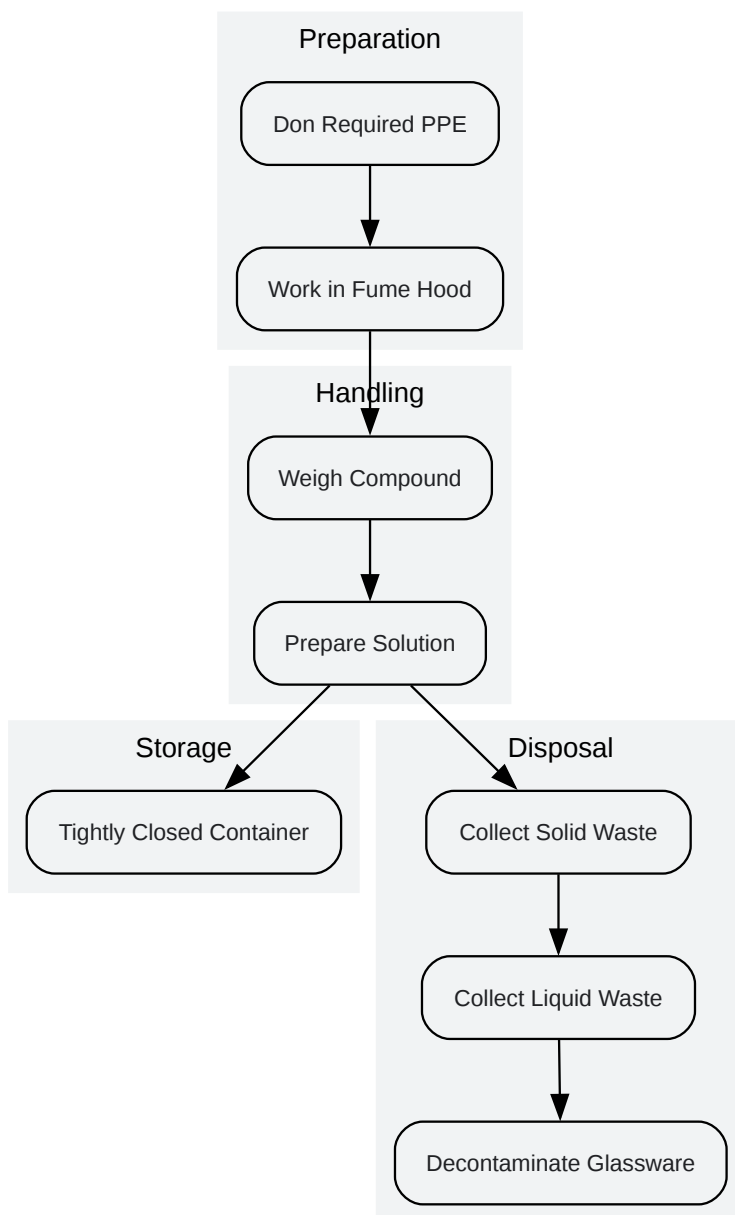 Preparation
Don Required PPE
Work in Fume Hood
Handling
Weigh Compound
Prepare Solution
Storage
Tightly Closed Container
Disposal
Collect Solid Waste
Collect Liquid Waste
Decontaminate Glassware